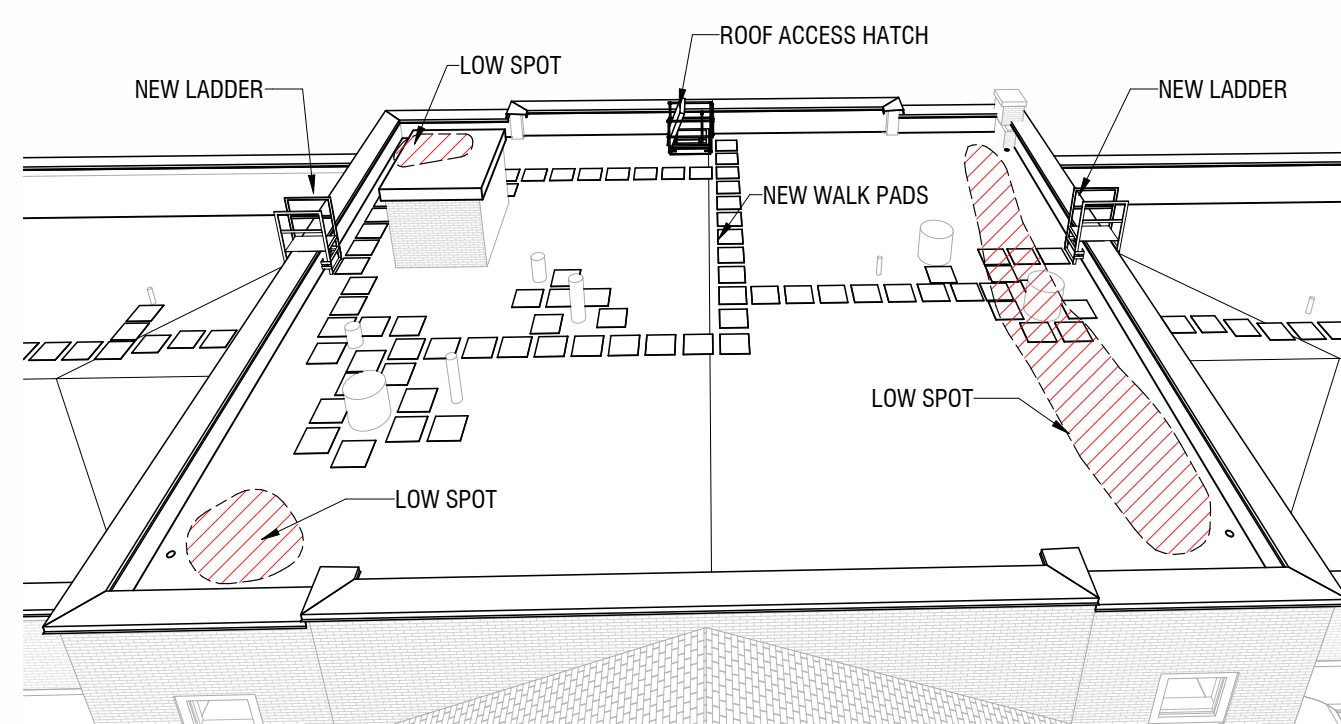 ROOF ACCESS HATCH
LOW SPOT
NEW LADDER
NEW LADDER
NEW WALK PADS
LOW SPOT
LOW SPOT